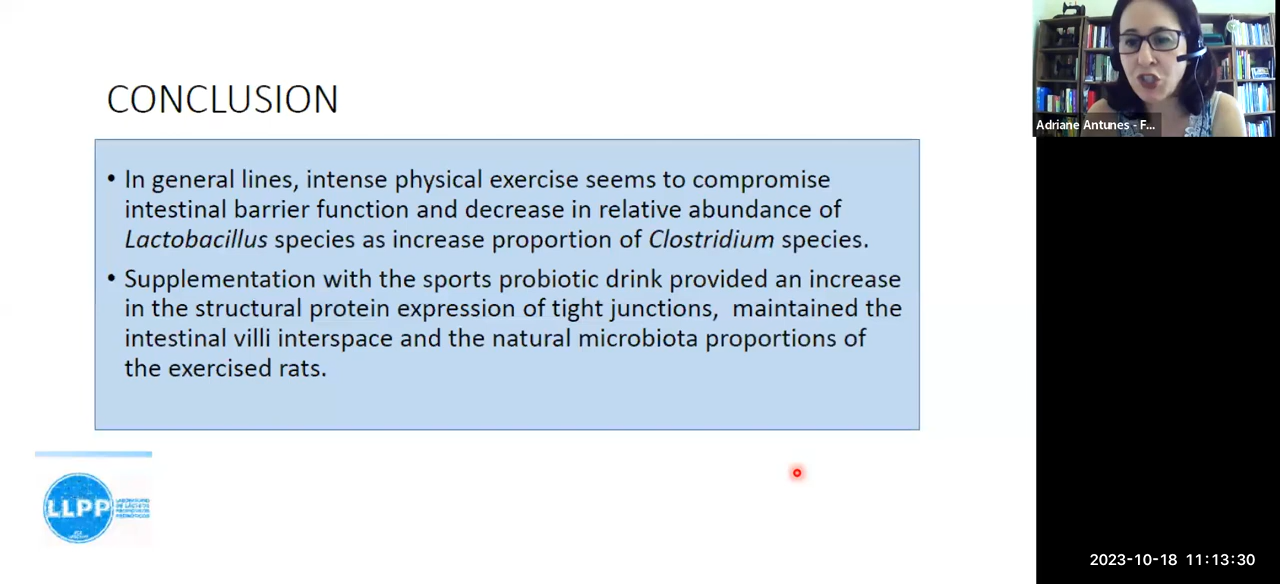 CONCLUSION
• In general lines, intense physical exercise seems to compromise
intestinal barrier function and decrease in relative abundance of
Lactobacillus species as increase proportion of Clostridium species.
• Supplementation with the sports probiotic drink provided an increase
in the structural protein expression of tight junctions, maintained the
intestinal villi interspace and the natural microbiota proportions of
the exercised rats.
Adriane Antunes - F...
LLPP
2023-10-18 11:13:30